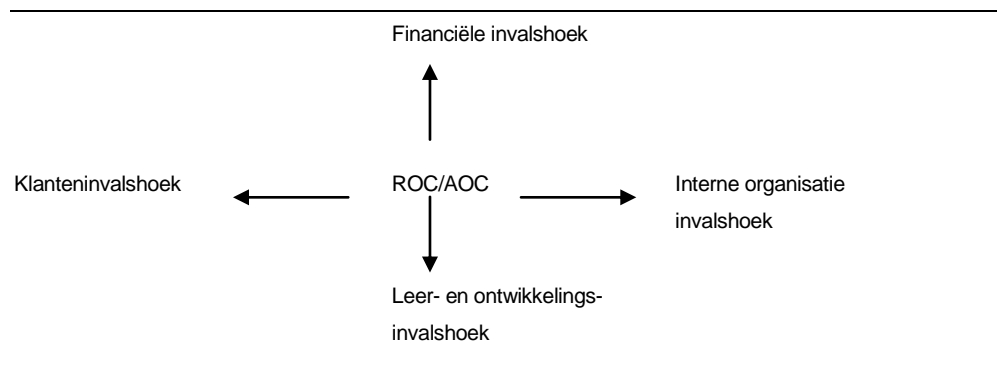 Financiële invalshoek
Klanteninvalshoek
ROC/AOC
Interne organisatie
invalshoek
Leer- en ontwikkelings-
invalshoek